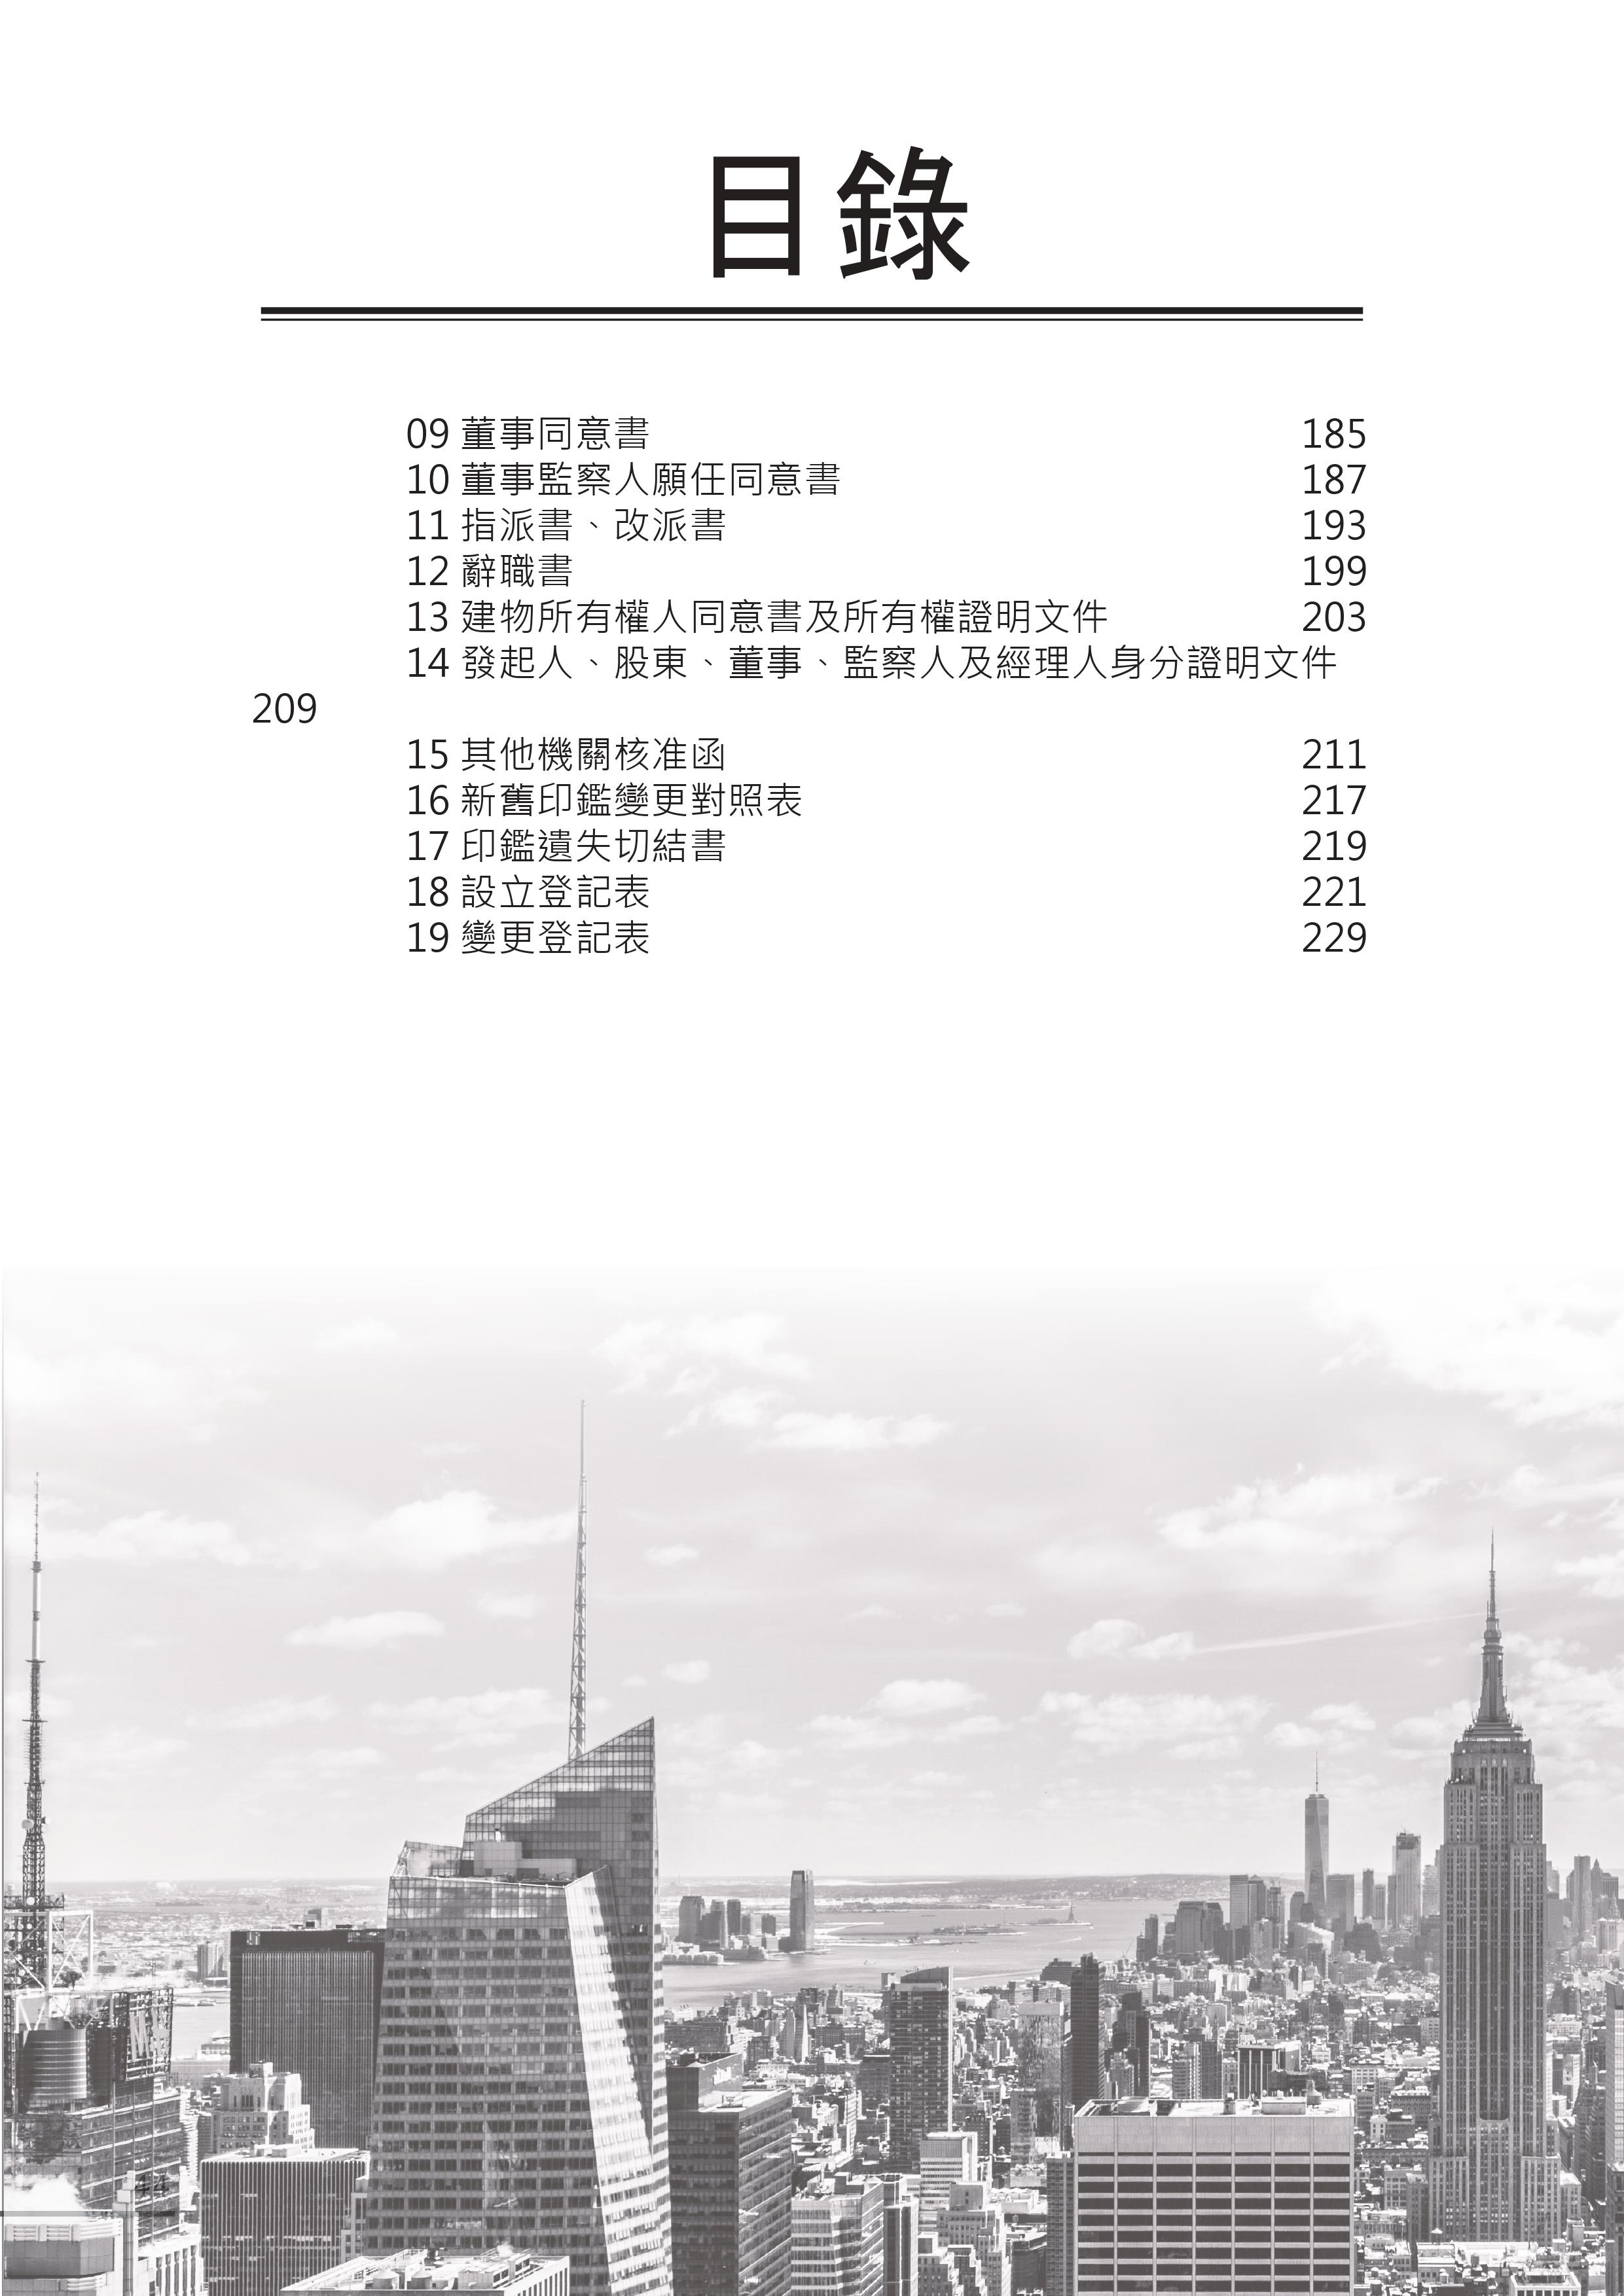 目錄
09 董事同意書 185
10 董事監察人願任同意書 187
11 指派書、改派書 193
12 辭職書 199
13 建物所有權人同意書及所有權證明文件 203
14 發起人、股東、董事、監察人及經理人身分證明文件
209
15 其他機關核准函 211
16 新舊印鑑變更對照表 217
17 印鑑遺失切結書 219
18 設立登記表 221
19 變更登記表 229
44